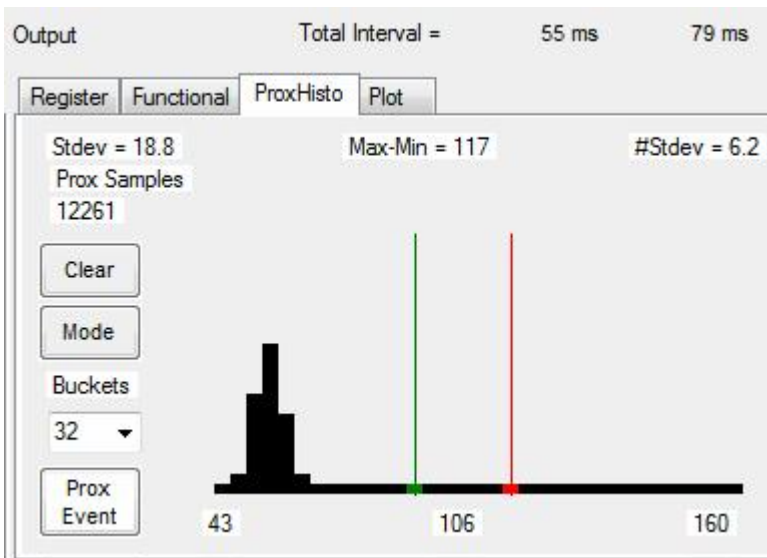 Output Total Interval = 55 ms 79 ms
Register Functional ProxHisto Plot
Stdev = 18.8 Max-Min = 117 #Stdev = 6.2
Prox Samples
12261
Clear
Mode
Buckets
32
Prox
Event
43 106 160